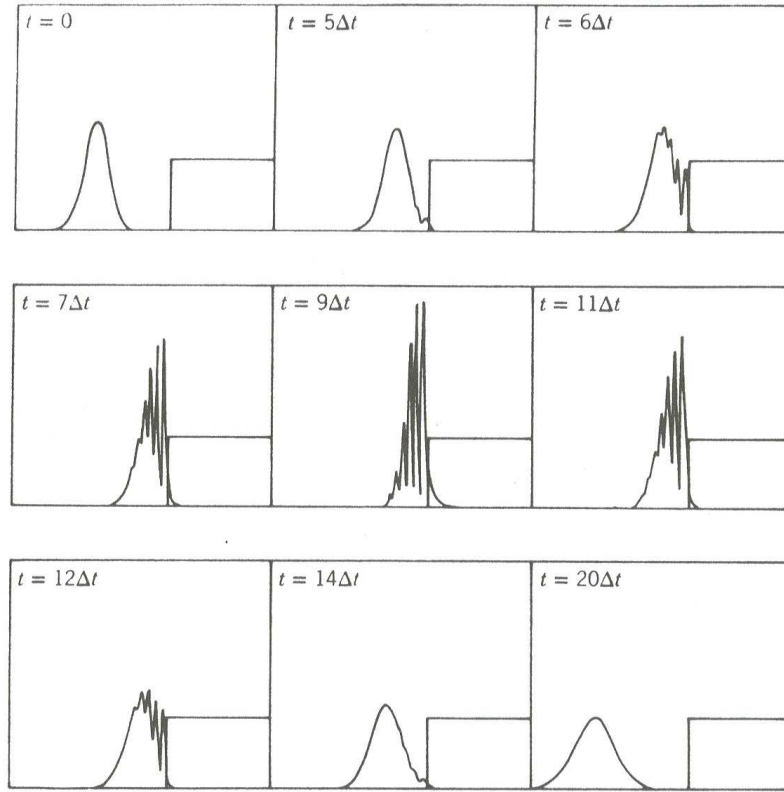 t = 0
t = 5Δt
t = 6Δt
t = 7Δt
t = 9Δt
t = 11Δt
t = 12Δt
t = 14Δt
t = 20Δt